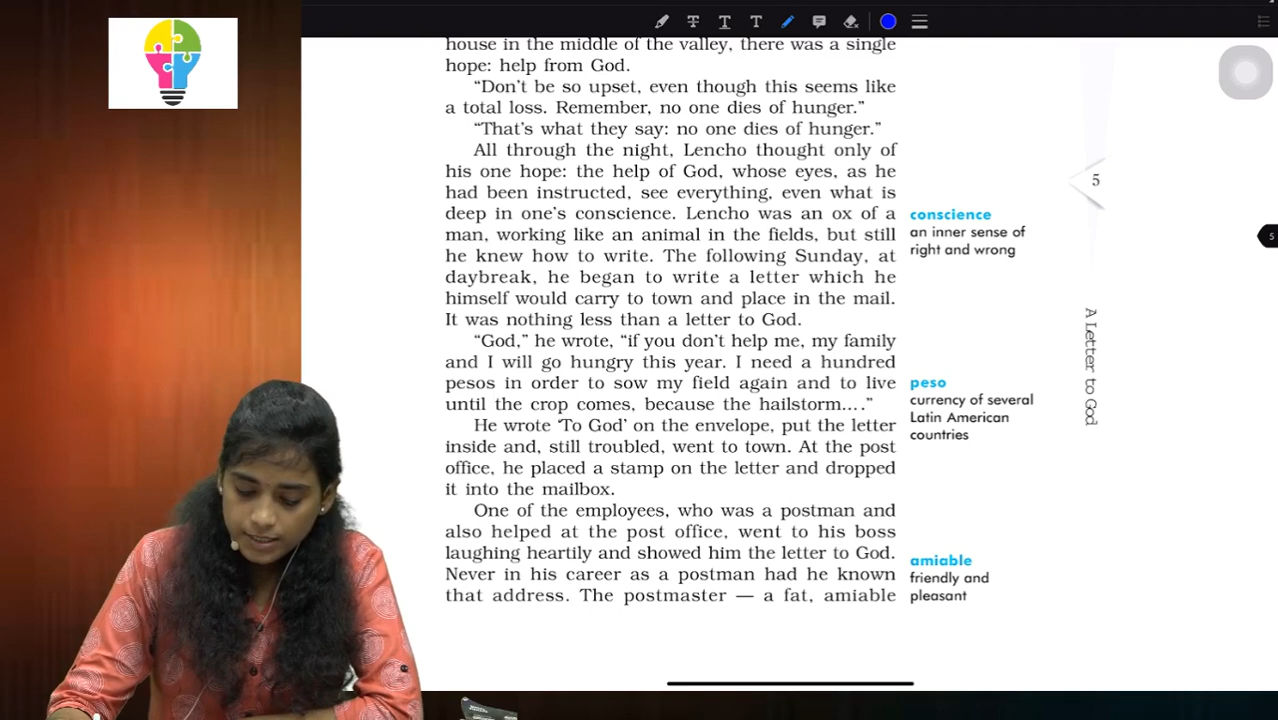 house in the middle of the valley, there was a single
hope: help from God.
“Don’t be so upset, even though this seems like
a total loss. Remember, no one dies of hunger.”
“That’s what they say: no one dies of hunger.”
All through the night, Lencho thought only of
his one hope: the help of God, whose eyes, as he
had been instructed, see everything, even what is
deep in one’s conscience. Lencho was an ox of a
man, working like an animal in the fields, but still
he knew how to write. The following Sunday, at
daybreak, he began to write a letter which he
himself would carry to town and place in the mail.
It was nothing less than a letter to God.
“God,” he wrote, “if you don’t help me, my family
and I will go hungry this year. I need a hundred
pesos in order to sow my field again and to live
until the crop comes, because the hailstorm....”
He wrote ‘To God’ on the envelope, put the letter
inside and, still troubled, went to town. At the post
office, he placed a stamp on the letter and dropped
it into the mailbox.
One of the employees, who was a postman and
also helped at the post office, went to his boss
laughing heartily and showed him the letter to God.
Never in his career as a postman had he known
that address. The postmaster — a fat, amiable
conscience
an inner sense of
right and wrong
peso
currency of several
Latin American
countries
amiable
friendly and
pleasant
5
A Letter to God
5
T
T
T